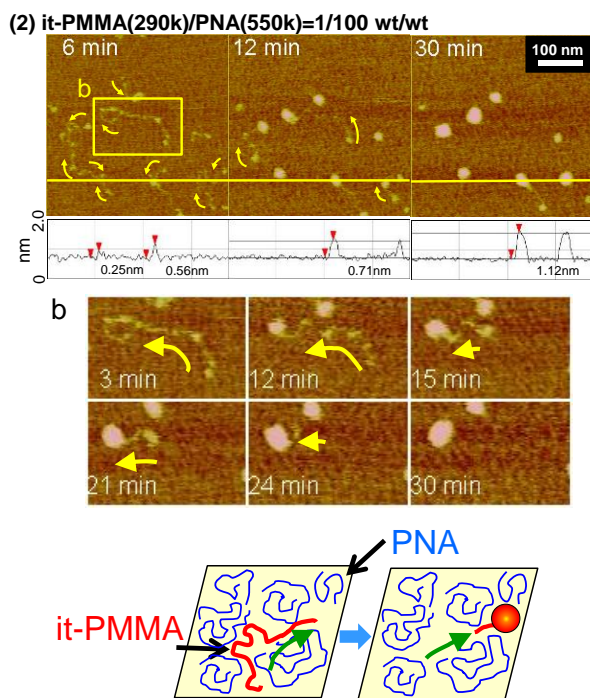 (2) it-PMMA(290k)/PNA(550k)=1/100 wt/wt
6 min
12 min
30 min
100 nm
b
2.0
nm
0
0.25nm
0.56nm
0.71nm
1.12nm
b
3 min
12 min
15 min
21 min
24 min
30 min
PNA
it-PMMA